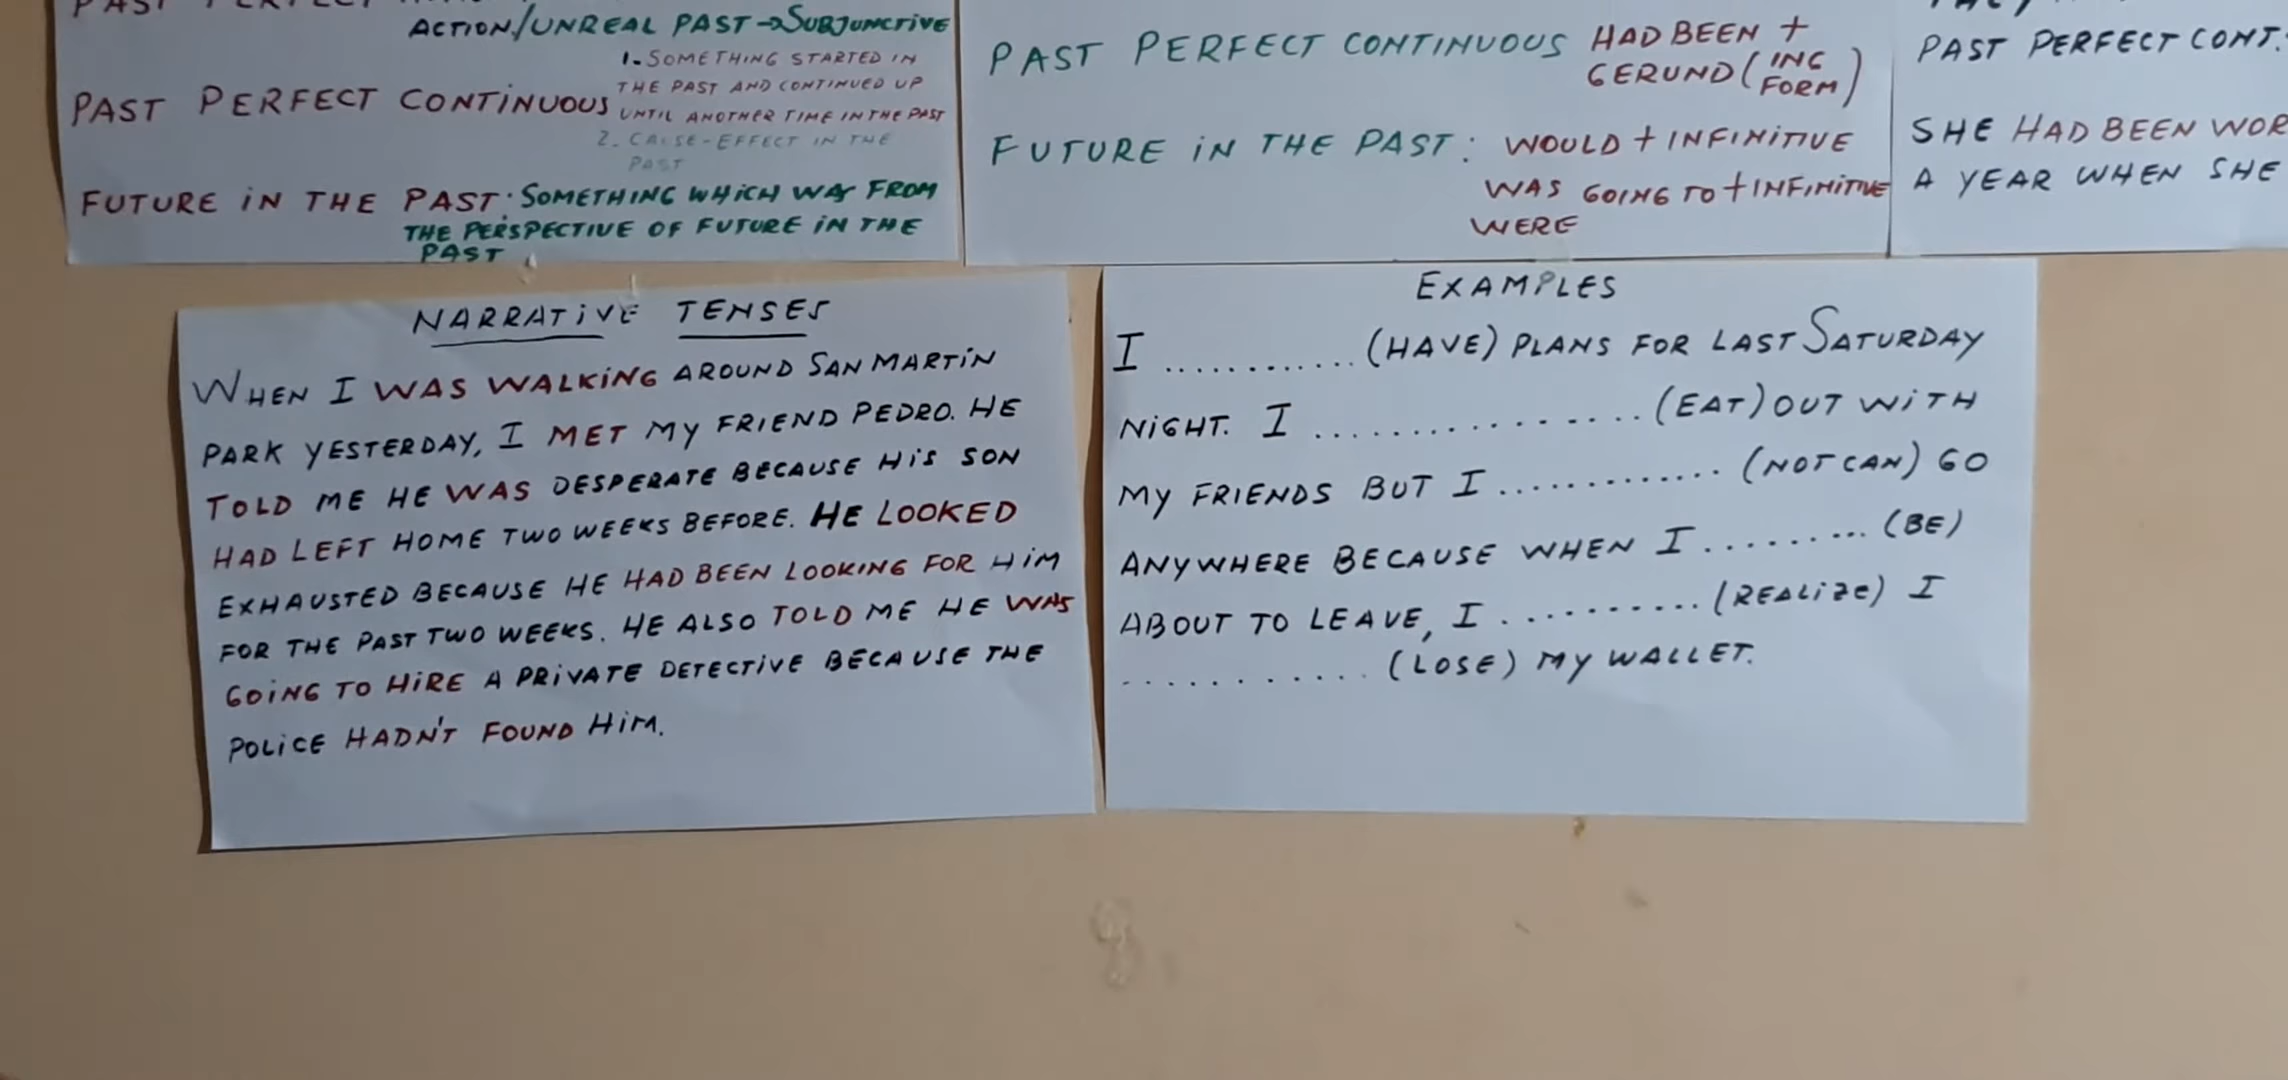 PAST PERFECT
ACTION/UNREAL PAST→SUBJUNCTIVE
PAST PERFECT CONTINUOUS
1. SOMETHING STARTED IN
THE PAST AND CONTINUED UP
UNTIL ANOTHER TIME IN THE PAST
2. CAUSE-EFFECT IN THE
PAST
FUTURE IN THE PAST: SOMETHING WHICH WAS FROM
THE PERSPECTIVE OF FUTURE IN THE
PAST
PAST PERFECT CONTINUOUS HAD BEEN +
GERUND (ING
FORM)
FUTURE IN THE PAST: WOULD + INFINITIVE
WAS GOING TO + INFINITIVE
WERE
PAST PERFECT CONT.
SHE HAD BEEN WOR
A YEAR WHEN SHE
NARRATIVE TENSES
WHEN I WAS WALKING AROUND SAN MARTIN
PARK YESTERDAY, I MET MY FRIEND PEDRO. HE
TOLD ME HE WAS DESPERATE BECAUSE HIS SON
HAD LEFT HOME TWO WEEKS BEFORE. HE LOOKED
EXHAUSTED BECAUSE HE HAD BEEN LOOKING FOR HIM
FOR THE PAST TWO WEEKS. HE ALSO TOLD ME HE WAS
GOING TO HIRE A PRIVATE DETECTIVE BECAUSE THE
POLICE HADN'T FOUND HIM.
EXAMPLES
I ............ (HAVE) PLANS FOR LAST SATURDAY
NIGHT. I ................ (EAT) OUT WITH
MY FRIENDS BUT I ............. (NOT CAN) GO
ANYWHERE BECAUSE WHEN I ......... (BE)
ABOUT TO LEAVE, I .......... (REALIZE) I
............ (LOSE) MY WALLET.